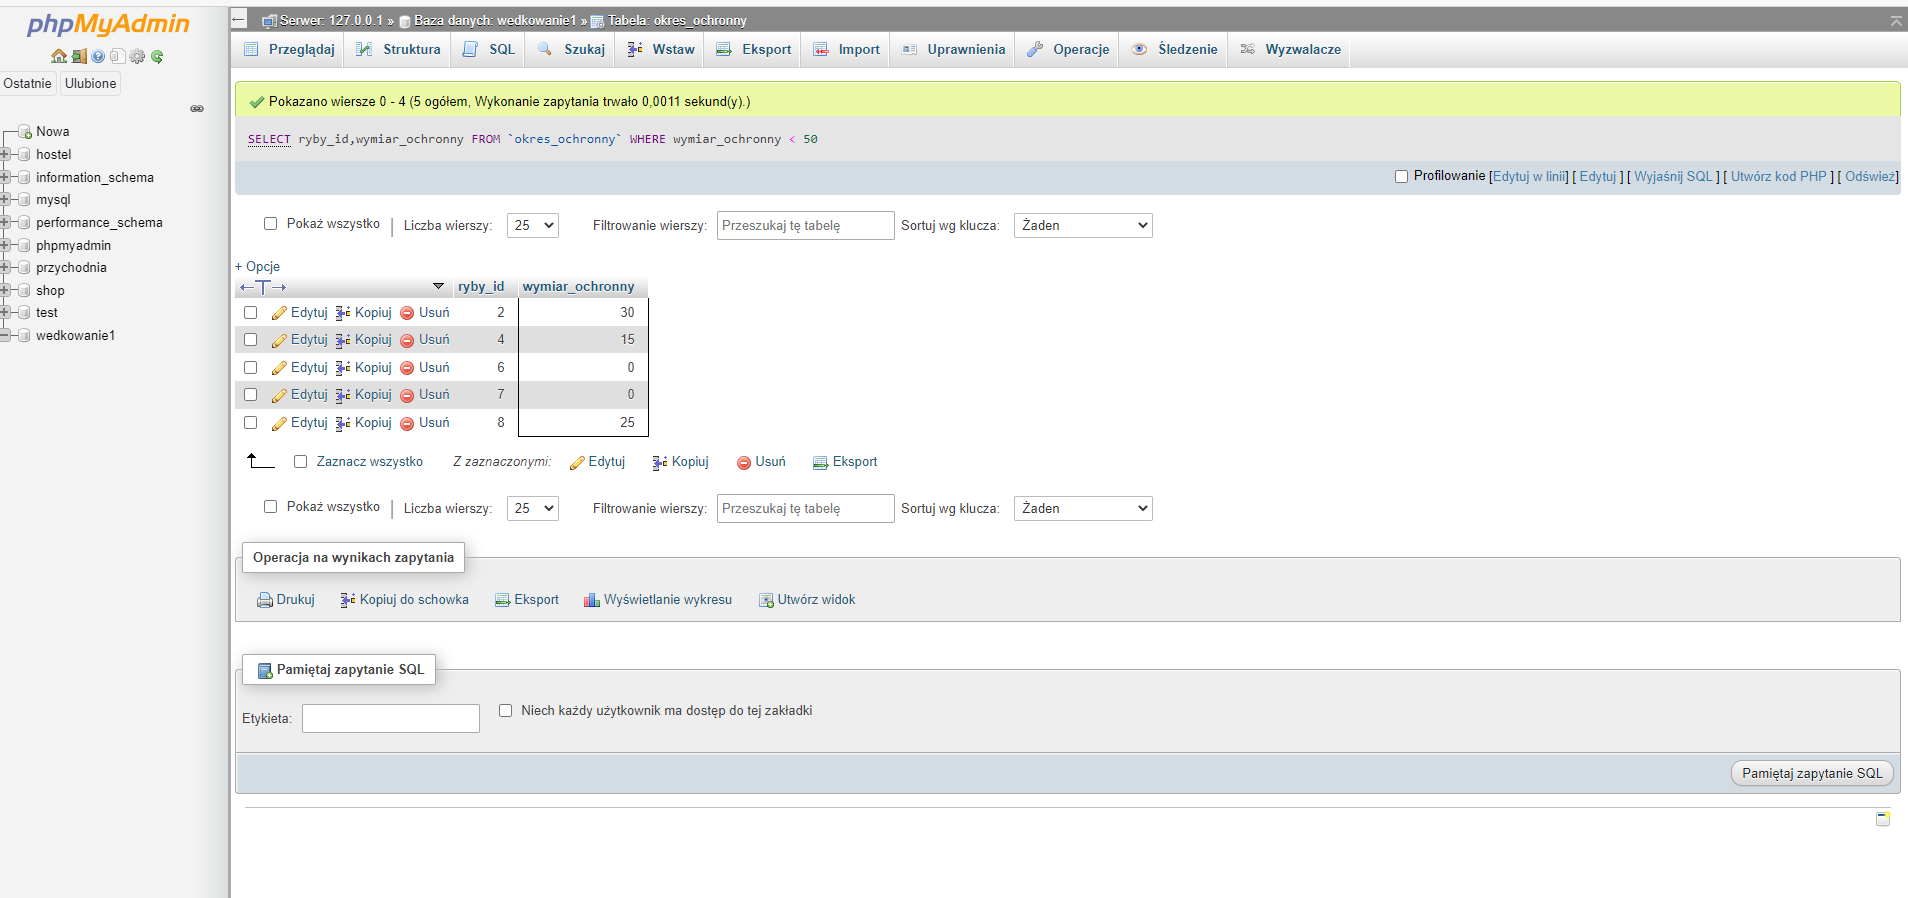 phpMyAdmin
Ostatnie Ulubione
Nowa
hostel
information_schema
mysql
performance_schema
phpmyadmin
przychodnia
shop
test
wedkowanie1
Serwer: 127.0.0.1 » Baza danych: wedkowanie1 » Tabela: okres_ochronny
Przeglądaj Struktura SQL Szukaj Wstaw Eksport Import Uprawnienia Operacje Śledzenie Wyzwalacze
Pokazano wiersze 0 - 4 (5 ogółem, Wykonanie zapytania trwało 0,0011 sekund(y).)
SELECT ryby_id,wymiar_ochronny FROM `okres_ochronny` WHERE wymiar_ochronny < 50
Profilowanie [Edytuj w linii] [ Edytuj ] [ Wyjaśnij SQL ] [ Utwórz kod PHP ] [ Odśwież]
Pokaż wszystko | Liczba wierszy: 25 Filtrowanie wierszy: Przeszukaj tę tabelę Sortuj wg klucza: Żaden
+ Opcje
←T→ ryby_id wymiar_ochronny
Edytuj Kopiuj Usuń 2 30
Edytuj Kopiuj Usuń 4 15
Edytuj Kopiuj Usuń 6 0
Edytuj Kopiuj Usuń 7 0
Edytuj Kopiuj Usuń 8 25
Zaznacz wszystko Z zaznaczonymi: Edytuj Kopiuj Usuń Eksport
Pokaż wszystko | Liczba wierszy: 25 Filtrowanie wierszy: Przeszukaj tę tabelę Sortuj wg klucza: Żaden
Operacja na wynikach zapytania
Drukuj Kopiuj do schowka Eksport Wyświetlanie wykresu Utwórz widok
Pamiętaj zapytanie SQL
Etykieta: Niech każdy użytkownik ma dostęp do tej zakładki
Pamiętaj zapytanie SQL